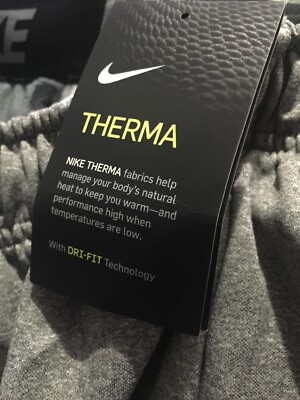 KE
THERMA
NIKE THERMA fabrics help
manage your body's natural
heat to keep you warm—and
performance high when
temperatures are low.
With DRI-FIT Technology